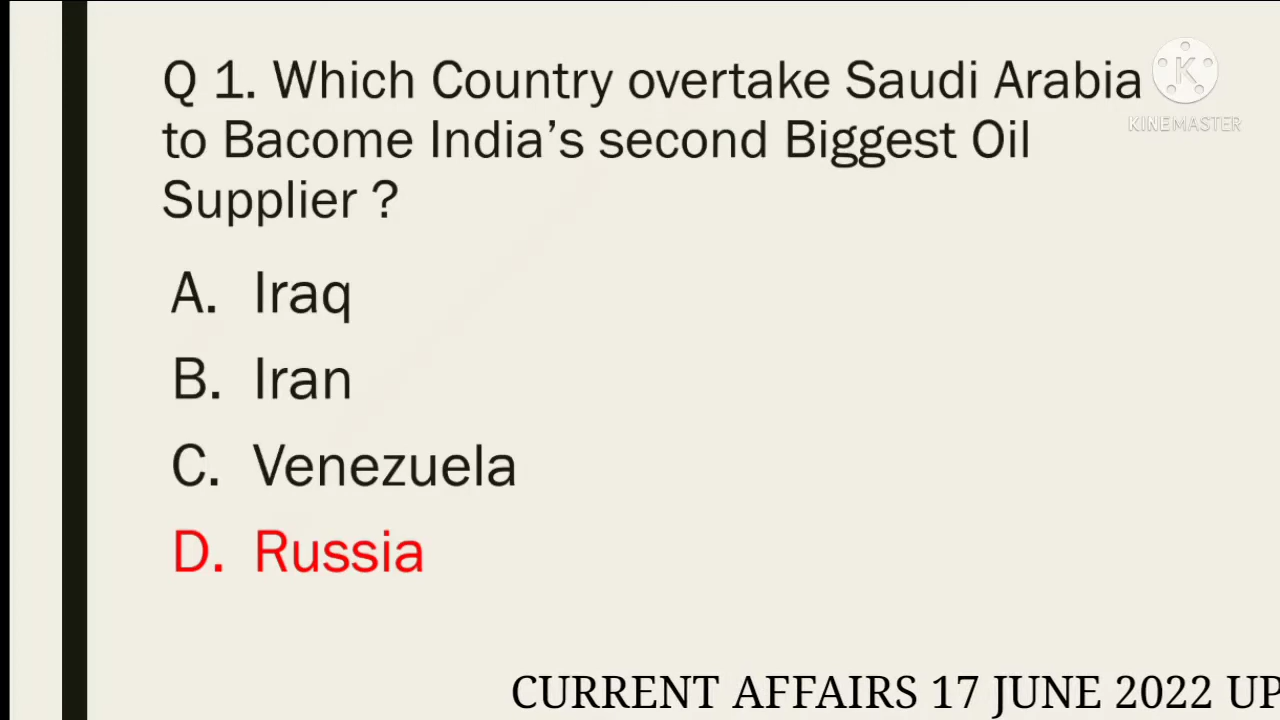 Q 1. Which Country overtake Saudi Arabia
to Bacome India’s second Biggest Oil
Supplier ?
K
KINEMASTER
A. Iraq
B. Iran
C. Venezuela
D. Russia
CURRENT AFFAIRS 17 JUNE 2022 UP